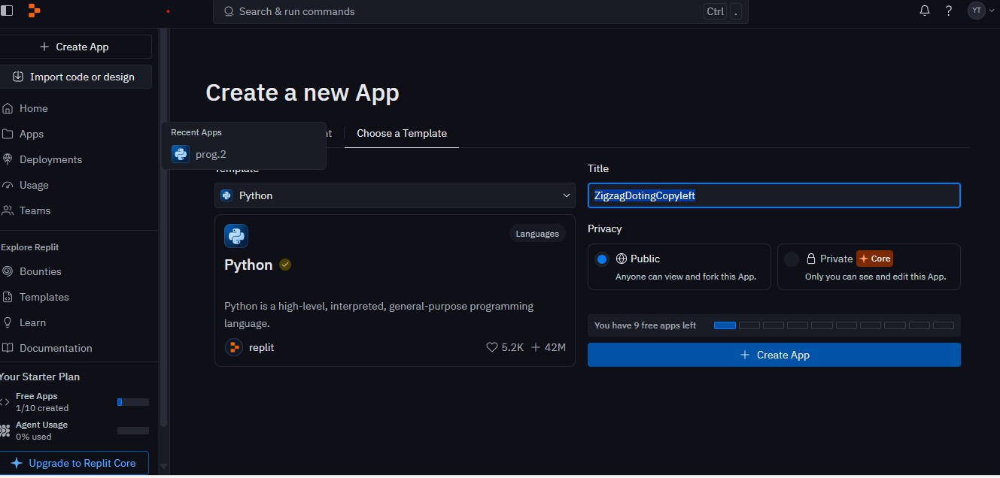 Search & run commands
Ctrl
.
YT
+ Create App
Import code or design
Home
Apps
Deployments
Usage
Teams
Explore Replit
Bounties
Templates
Learn
Documentation
Your Starter Plan
Free Apps
1/10 created
Agent Usage
0% used
Upgrade to Replit Core
Create a new App
Recent Apps
prog.2
Choose a Template
Template
Python
Languages
Python
Python is a high-level, interpreted, general-purpose programming
language.
replit
5.2K
+ 42M
Title
ZigzagDotingCopyleft
Privacy
Public
Anyone can view and fork this App.
Private
Core
Only you can see and edit this App.
You have 9 free apps left
+ Create App